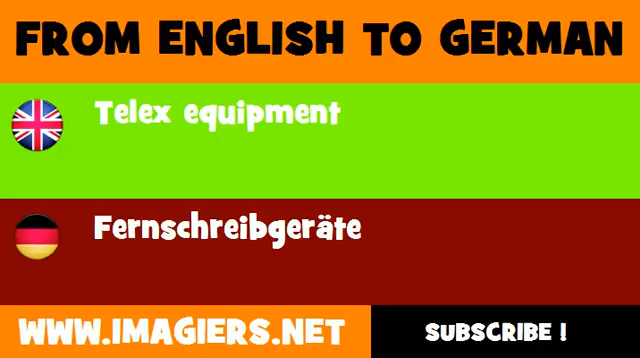 FROM ENGLISH TO GERMAN
Telex equipment
Fernschreibgeräte
WWW.IMAGIERS.NET
SUBSCRIBE !